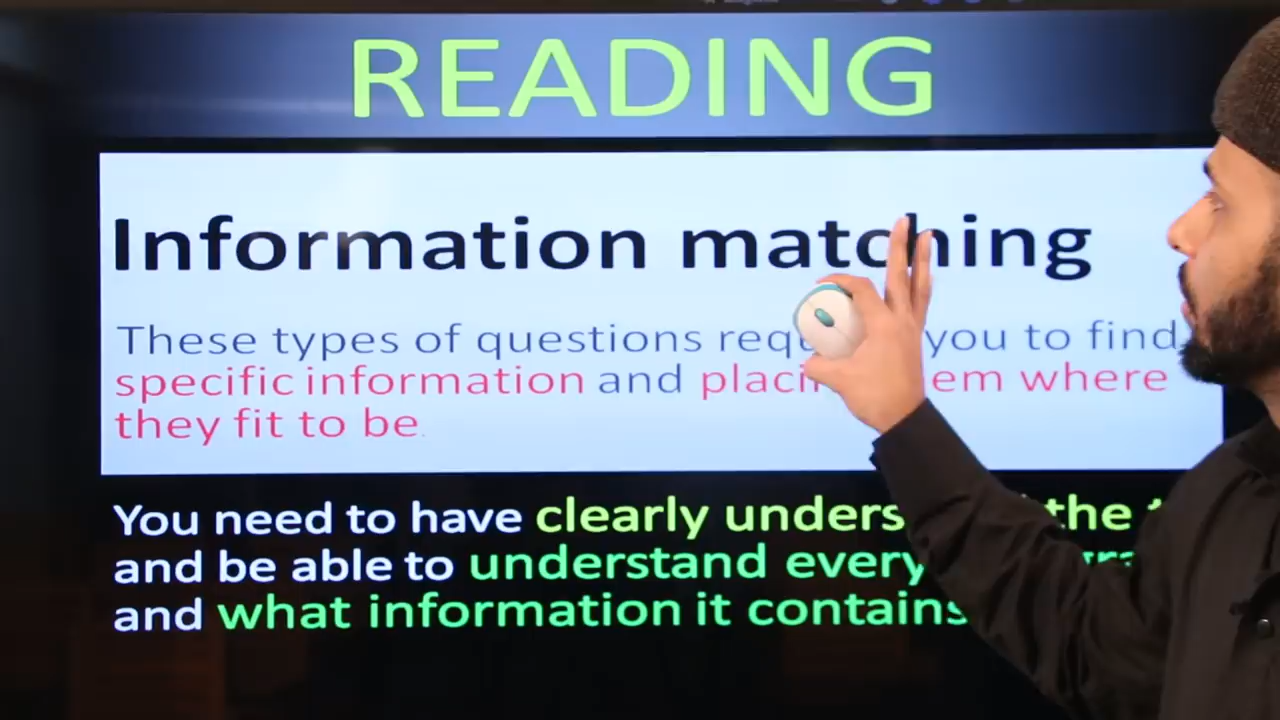 READING
Information matching
These types of questions you to find
specific information and where
they fit to be.
You need to have clearly the
and be able to understand every
and what information it contains